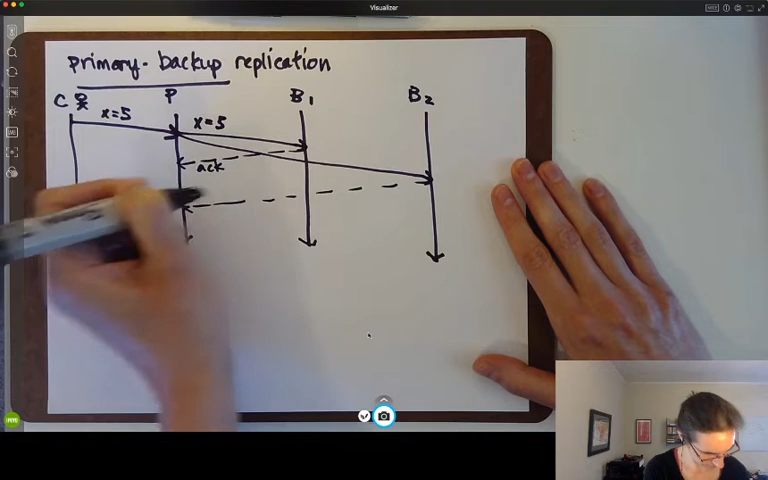 Visualizer
primary-backup replication
C P B1 B2
x=5 x=5
ack